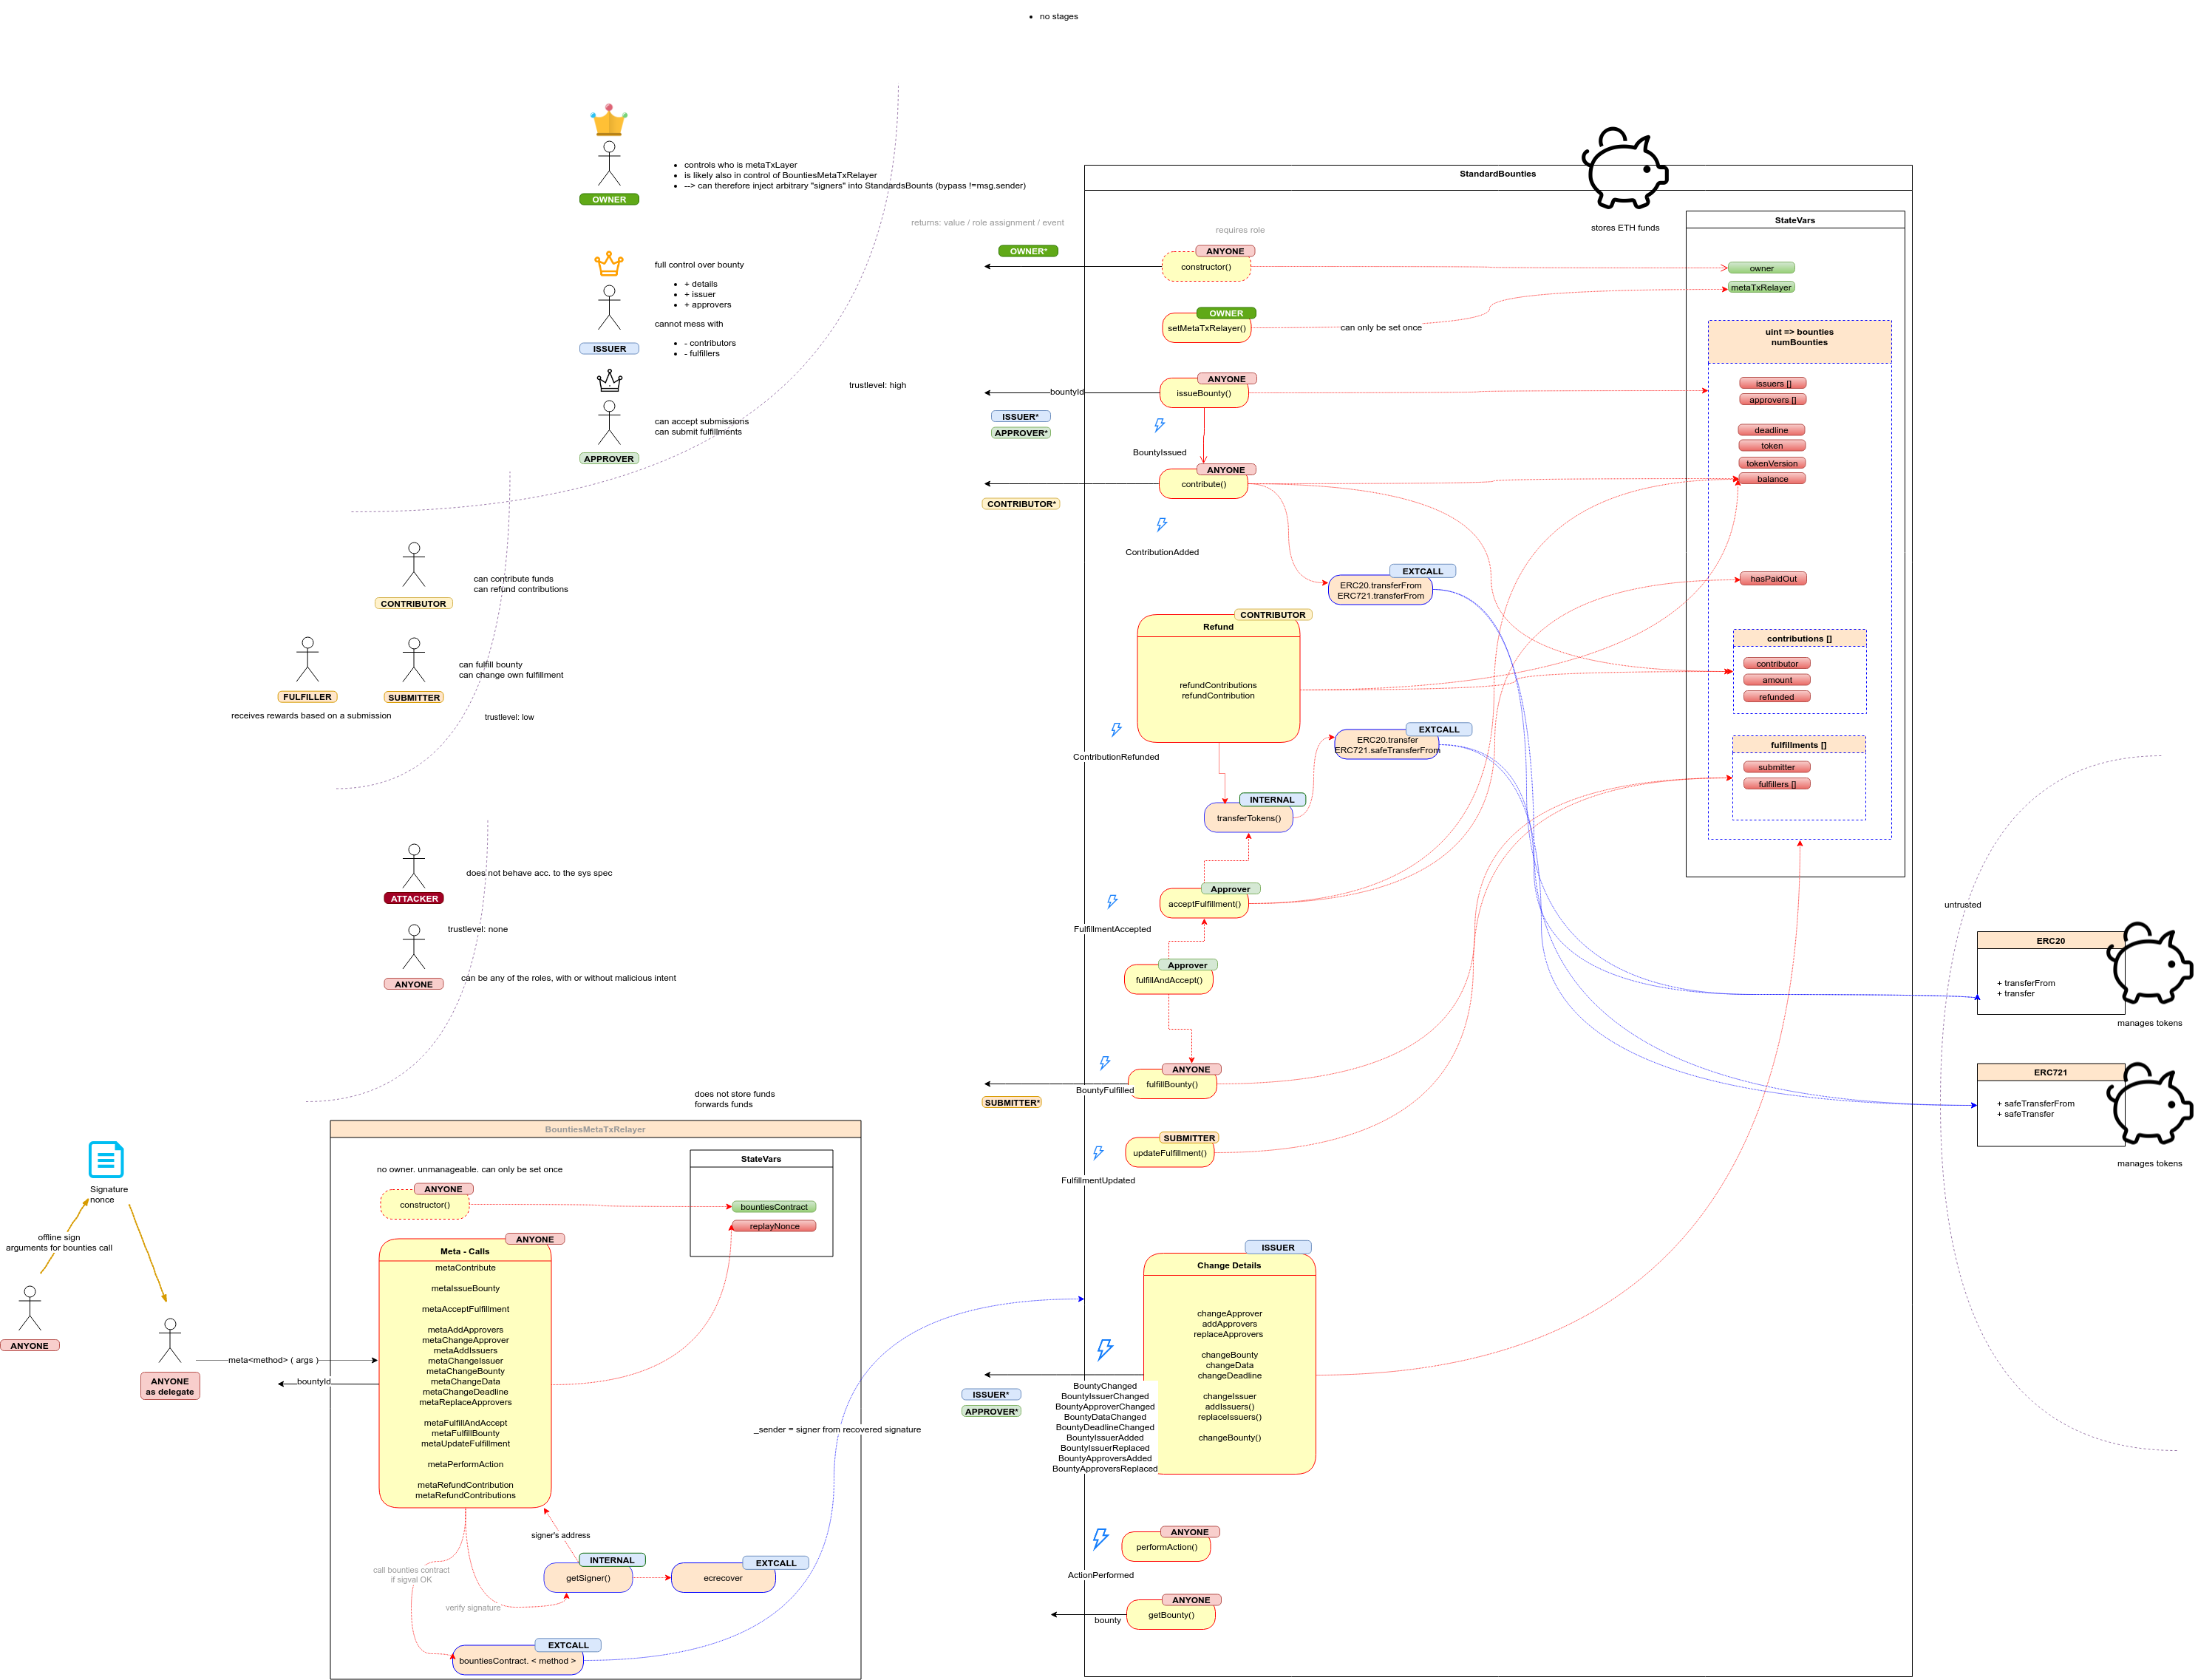 no stages
controls who is metaTxLayer
is likely also in control of BountiesMetaTxRelayer
--> can therefore inject arbitrary "signers" into StandardsBounts (bypass !=msg.sender)
OWNER
full control over bounty
+ details
+ issuer
+ approvers
cannot mess with
- contributors
- fulfillers
ISSUER
trustlevel: high
can accept submissions
can submit fulfillments
APPROVER
can contribute funds
can refund contributions
CONTRIBUTOR
can fulfill bounty
can change own fulfillment
FULFILLER
SUBMITTER
receives rewards based on a submission
trustlevel: low
does not behave acc. to the sys spec
ATTACKER
trustlevel: none
can be any of the roles, with or without malicious intent
ANYONE
does not store funds
forwards funds
BountiesMetaTxRelayer
no owner. unmanageable. can only be set once
StateVars
ANYONE
constructor()
bountiesContract
replayNonce
Signature
nonce
offline sign
arguments for bounties call
ANYONE
ANYONE
as delegate
meta<method> ( args )
bountyId
ANYONE
Meta - Calls
metaContribute
metaIssueBounty
metaAcceptFulfillment
metaAddApprovers
metaChangeApprover
metaAddIssuers
metaChangeIssuer
metaChangeBounty
metaChangeData
metaChangeDeadline
metaReplaceApprovers
metaFulfillAndAccept
metaFulfillBounty
metaUpdateFulfillment
metaPerformAction
metaRefundContribution
metaRefundContributions
signer's address
call bounties contract
if sigval OK
INTERNAL
getSigner()
EXTCALL
ecrecover
verify signature
EXTCALL
bountiesContract. < method >
_sender = signer from recovered signature
StandardBounties
stores ETH funds
returns: value / role assignment / event
requires role
OWNER*
ANYONE
constructor()
OWNER
setMetaTxRelayer()
can only be set once
ANYONE
issueBounty()
bountyId
ISSUER*
APPROVER*
BountyIssued
ANYONE
contribute()
CONTRIBUTOR*
ContributionAdded
EXTCALL
ERC20.transferFrom
ERC721.transferFrom
CONTRIBUTOR
Refund
refundContributions
refundContribution
ContributionRefunded
EXTCALL
ERC20.transfer
ERC721.safeTransferFrom
INTERNAL
transferTokens()
Approver
acceptFulfillment()
FulfillmentAccepted
Approver
fulfillAndAccept()
ANYONE
fulfillBounty()
BountyFulfilled
SUBMITTER*
SUBMITTER
updateFulfillment()
FulfillmentUpdated
ISSUER
Change Details
changeApprover
addApprovers
replaceApprovers
changeBounty
changeData
changeDeadline
changeIssuer
addIssuers()
replaceIssuers()
changeBounty()
ISSUER*
APPROVER*
BountyChanged
BountyIssuerChanged
BountyApproverChanged
BountyDataChanged
BountyDeadlineChanged
BountyIssuerAdded
BountyIssuerReplaced
BountyApproversAdded
BountyApproversReplaced
ANYONE
performAction()
ActionPerformed
ANYONE
getBounty()
bounty
StateVars
owner
metaTxRelayer
uint => bounties
numBounties
issuers []
approvers []
deadline
token
tokenVersion
balance
hasPaidOut
contributions []
contributor
amount
refunded
fulfillments []
submitter
fulfillers []
untrusted
ERC20
+ transferFrom
+ transfer
manages tokens
ERC721
+ safeTransferFrom
+ safeTransfer
manages tokens